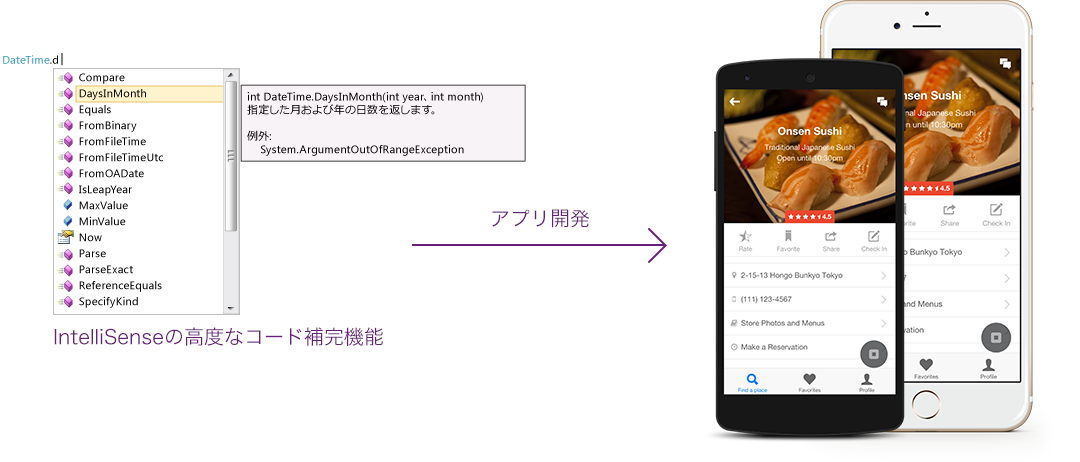 DateTime.d
Compare
DaysInMonth
Equals
FromBinary
FromFileTime
FromFileTimeUtc
FromOADate
IsLeapYear
MaxValue
MinValue
Now
Parse
ParseExact
ReferenceEquals
SpecifyKind
int DateTime.DaysInMonth(int year、int month)
指定した月および年の日数を返します。
例外:
System.ArgumentOutOfRangeException
IntelliSenseの高度なコード補完機能
アプリ開発
Onsen Sushi
Traditional Japanese Sushi
Open until 10:30pm
4.5
Rate
Favorite
Share
Check In
2-15-13 Hongo Bunkyo Tokyo
(111) 123-4567
Store Photos and Menus
Make a Reservation
Find a place
Favorites
Profile
nsen Sushi
nal Japanese Sushi
until 10:30pm
4.5
Share
Check In
Bunkyo Tokyo
and Menus
Favorites
Profile